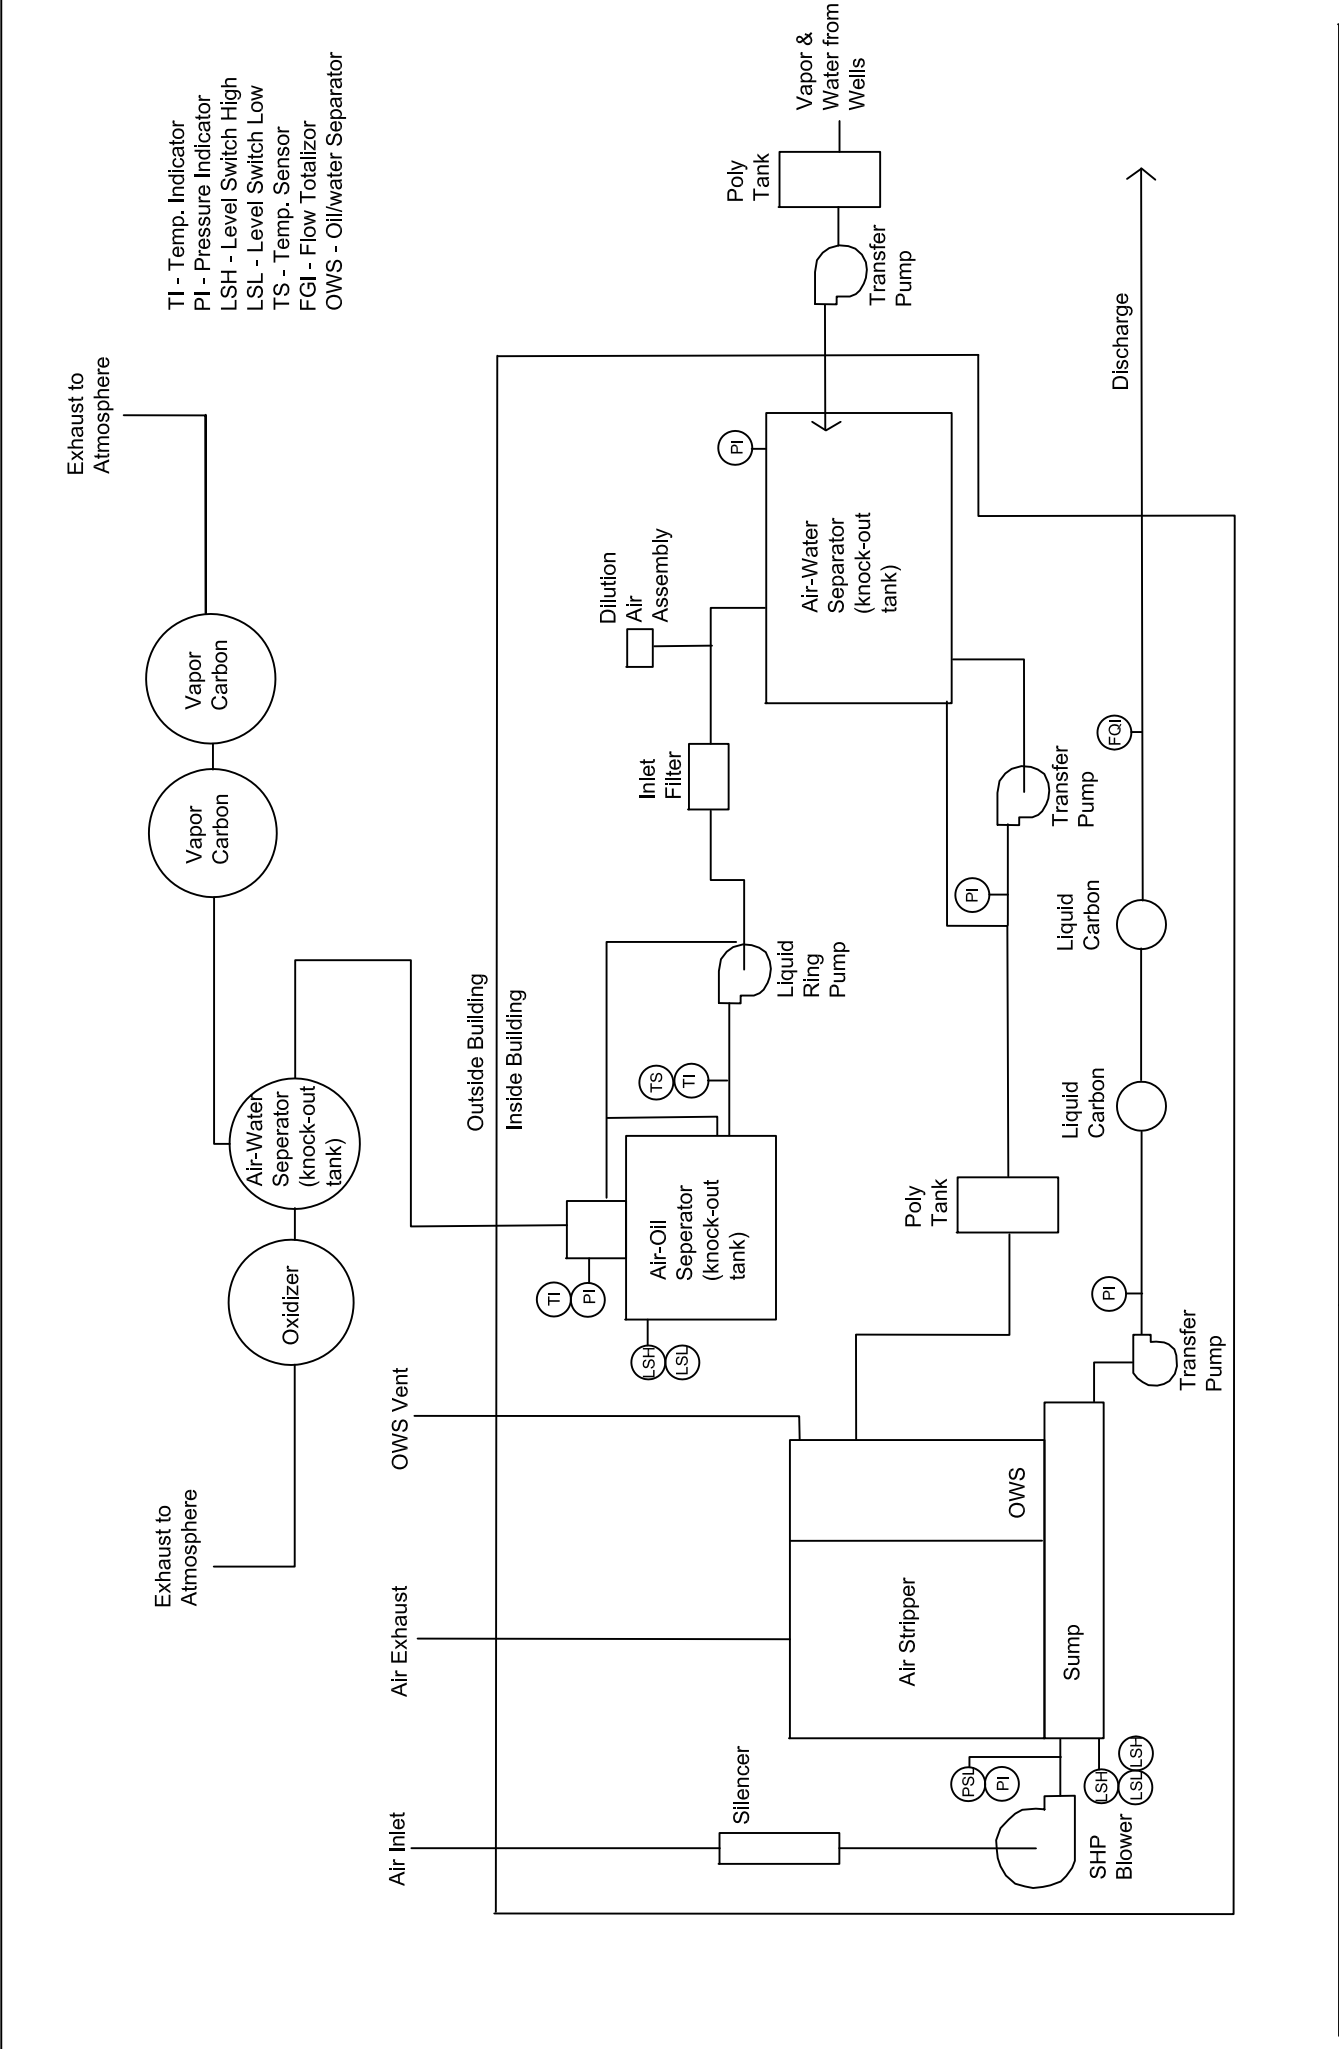 Exhaust to
Atmosphere
TI - Temp. Indicator
PI - Pressure Indicator
LSH - Level Switch High
LSL - Level Switch Low
TS - Temp. Sensor
FGI - Flow Totalizor
OWS - Oil/water Separator
Vapor
Carbon
Vapor
Carbon
Air-Water
Seperator
(knock-out
tank)
Oxidizer
Exhaust to
Atmosphere
Air Inlet
Air Exhaust
OWS Vent
Outside Building
Inside Building
TI
PI
LSH
LSL
Air-Oil
Seperator
(knock-out
tank)
TS
TI
Liquid
Ring
Pump
Inlet
Filter
Dilution
Air
Assembly
PI
Air-Water
Separator
(knock-out
tank)
Transfer
Pump
Poly
Tank
Vapor &
Water from
Wells
Silencer
SHP
Blower
PSL
PI
LSH
LSL
LSH
Air Stripper
OWS
Sump
Poly
Tank
PI
Transfer
Pump
Transfer
Pump
PI
Liquid
Carbon
Liquid
Carbon
FQI
Discharge